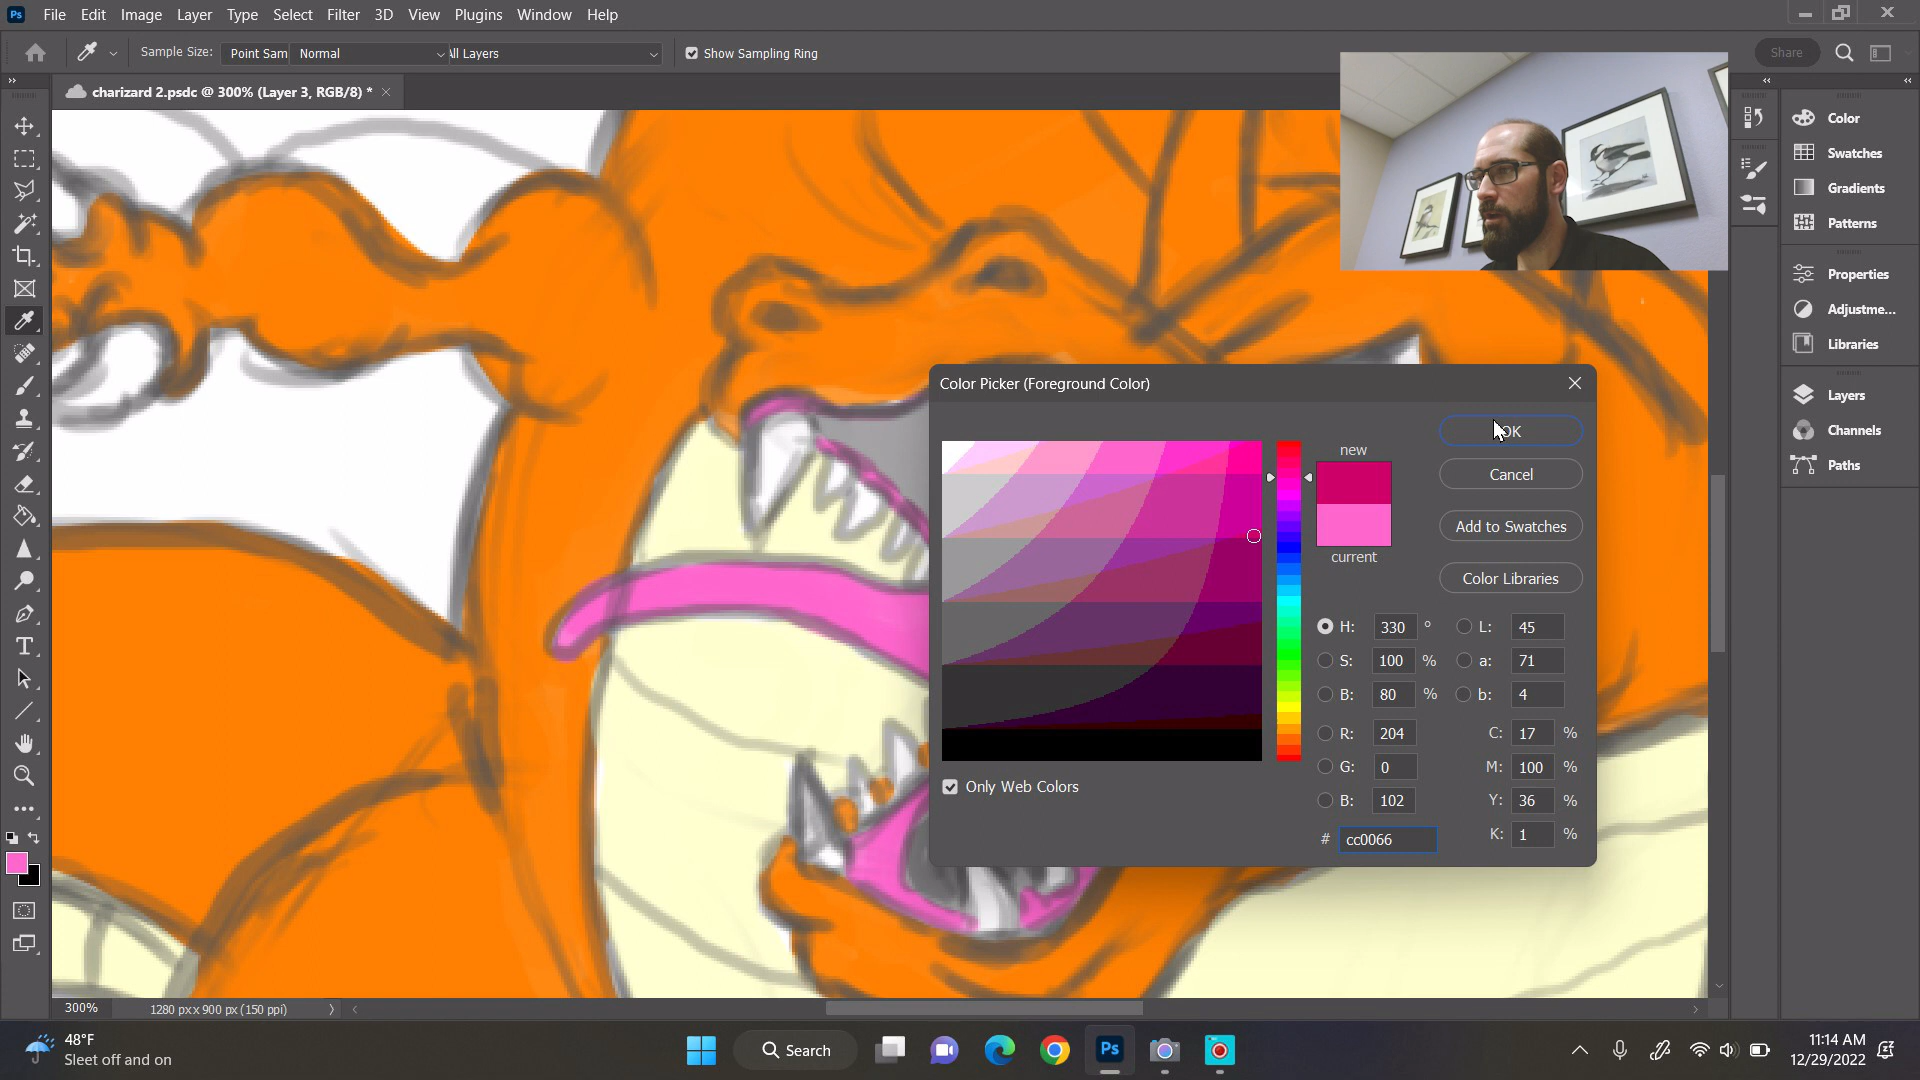 Ps File Edit Image Layer Type Select Filter 3D View Plugins Window Help
Sample Size: Point Sam Normal All Layers Show Sampling Ring Share
charizard 2.psdc @ 300% (Layer 3, RGB/8) *
Color
Swatches
Gradients
Patterns
Properties
Adjustme...
Libraries
Layers
Channels
Paths
Color Picker (Foreground Color)
OK
new
Cancel
Add to Swatches
current
Color Libraries
H: 330 ° L: 45
S: 100 % a: 71
B: 80 % b: 4
R: 204 C: 17 %
G: 0 M: 100 %
B: 102 Y: 36 %
# cc0066 K: 1 %
Only Web Colors
300% 1280 px x 900 px (150 ppi)
48°F
Sleet off and on
Search
Ps
11:14 AM
12/29/2022